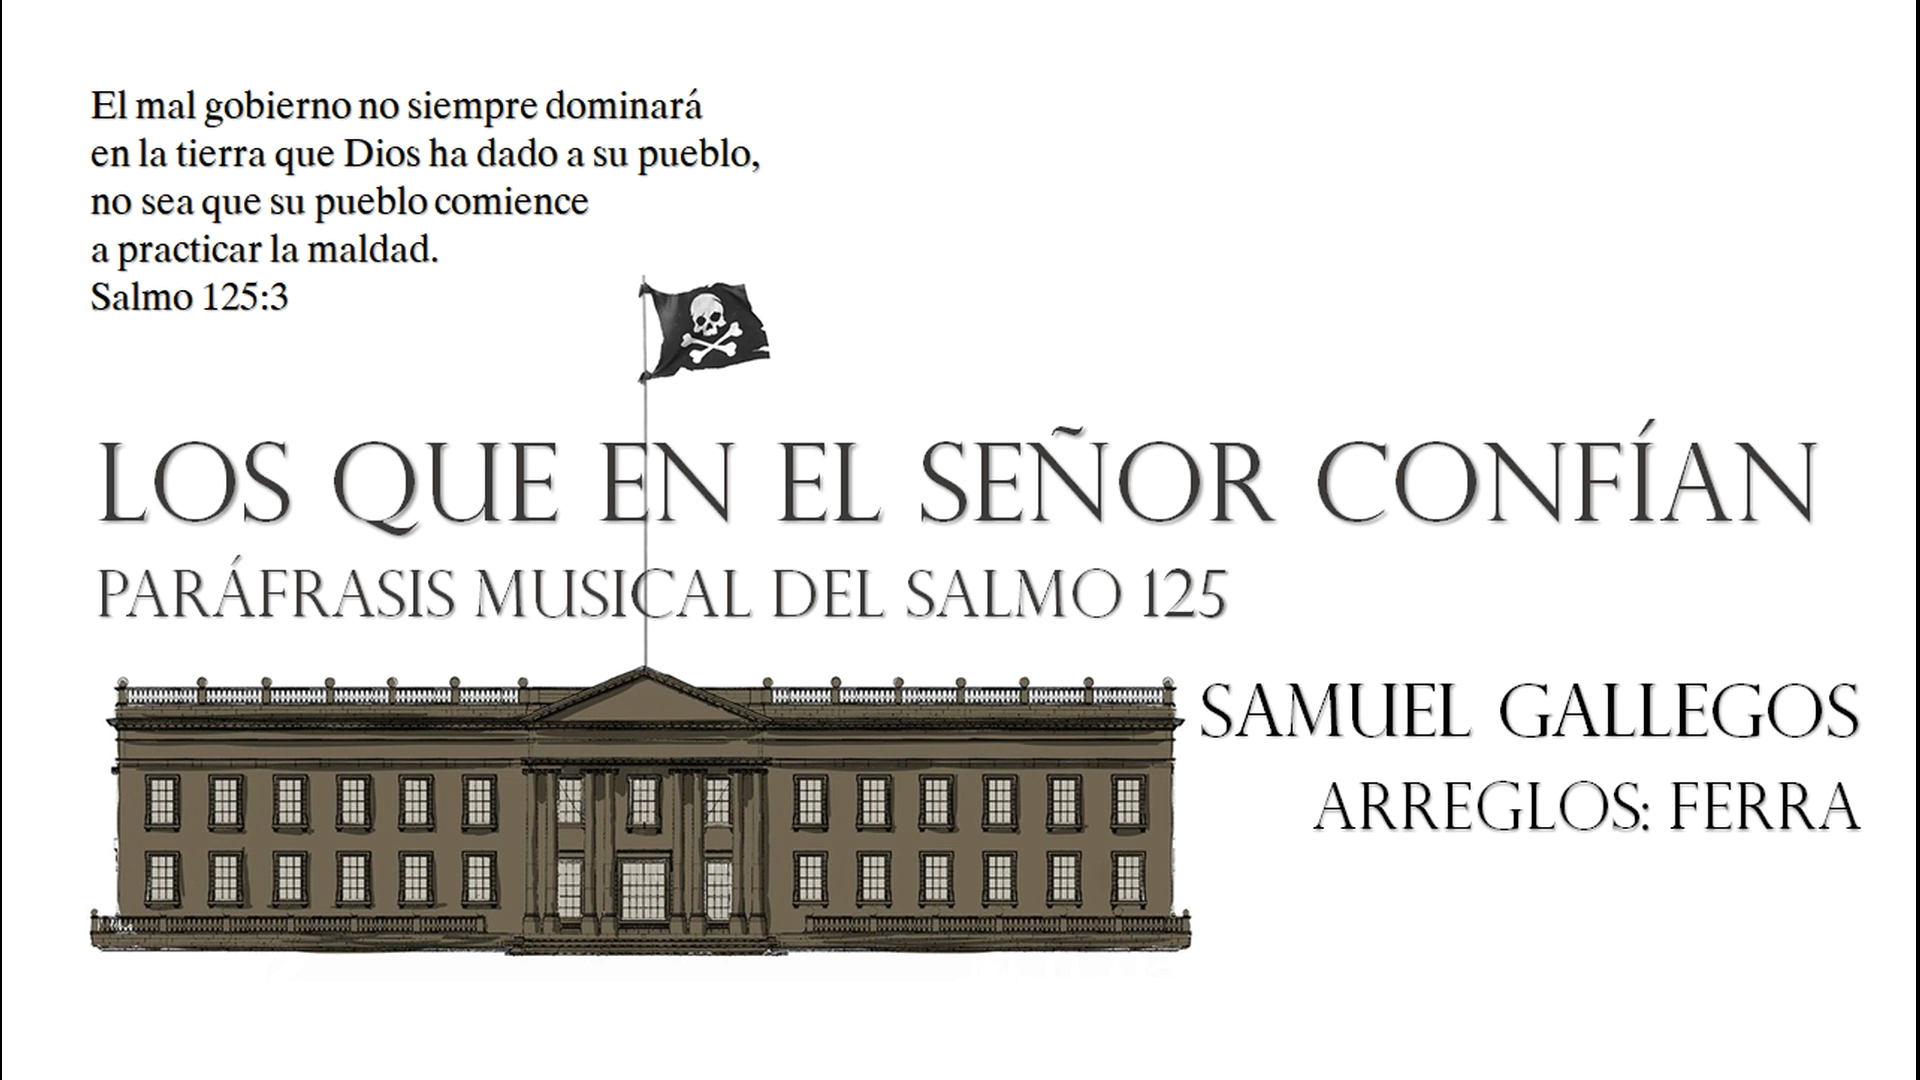 El mal gobierno no siempre dominará
en la tierra que Dios ha dado a su pueblo,
no sea que su pueblo comience
a practicar la maldad.
Salmo 125:3
LOS QUE EN EL SEÑOR CONFÍAN
PARÁFRASIS MUSICAL DEL SALMO 125
SAMUEL GALLEGOS
ARREGLOS: FERRA